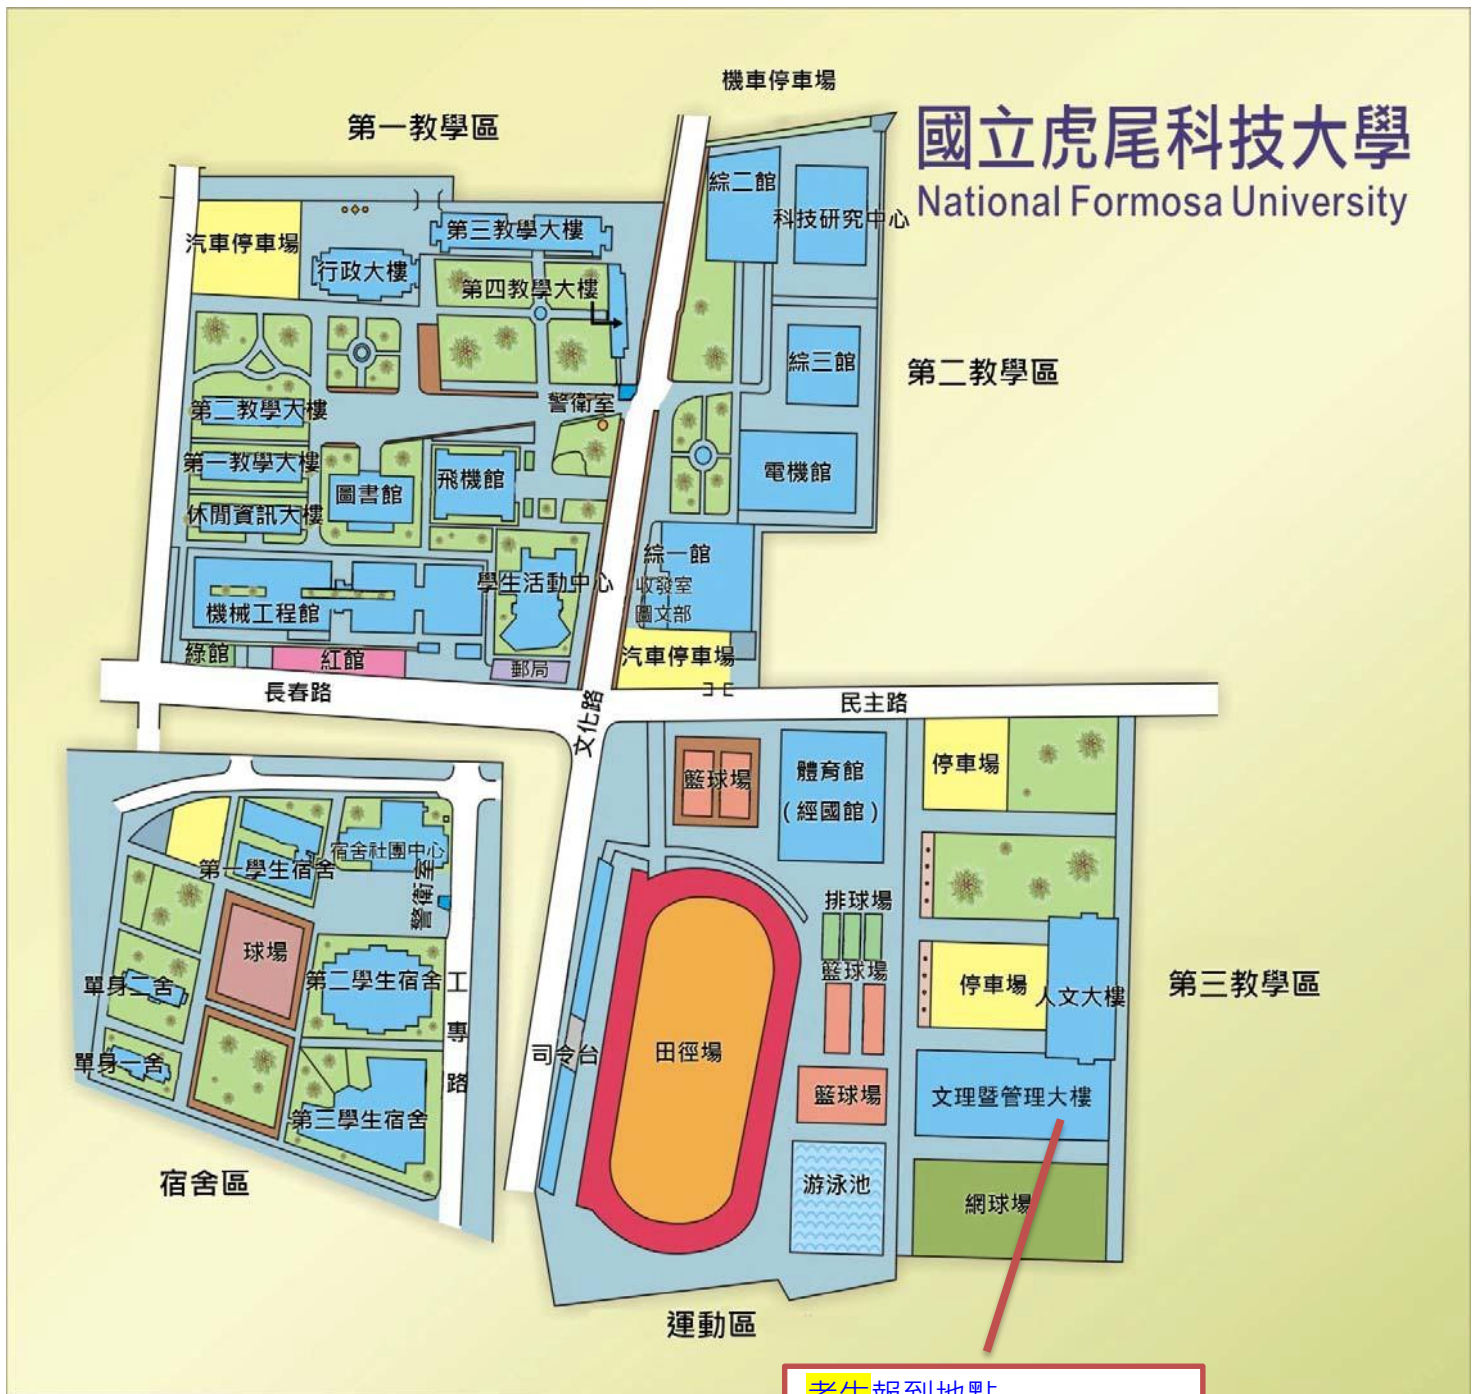 機車停車場
國立虎尾科技大學
National Formosa University
第一教學區
綜二館
科技研究中心
汽車停車場
第三教學大樓
行政大樓
第四教學大樓
綜三館
第二教學區
第二教學大樓
警衛室
第一教學大樓
圖書館
飛機館
電機館
休閒資訊大樓
綜一館
收發室
圖文部
學生活動中心
機械工程館
綠館
紅館
郵局
汽車停車場
長春路
文化路
民主路
籃球場
體育館
(經國館)
停車場
第一學生宿舍
宿舍社團中心
警衛室
排球場
球場
籃球場
單身二舍
第二學生宿舍
工專路
停車場
人文大樓
第三教學區
單身一舍
司令台
田徑場
第三學生宿舍
籃球場
文理暨管理大樓
宿舍區
游泳池
網球場
運動區
考生報到地點